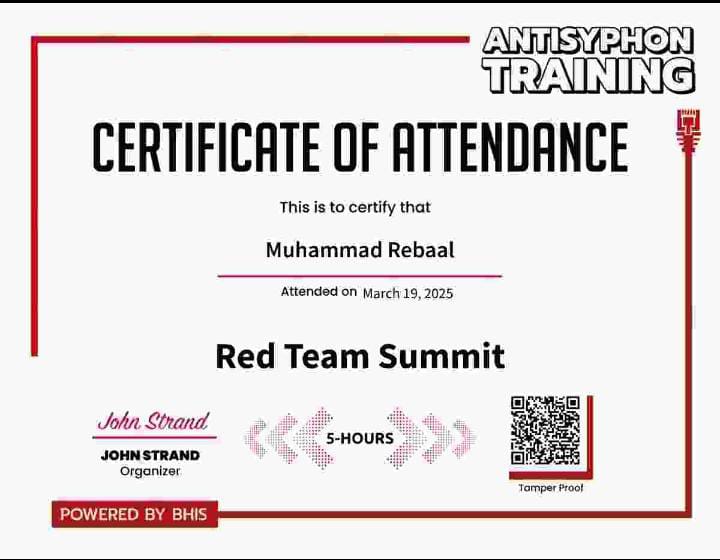 ANTISYPHON
TRAINING
CERTIFICATE OF ATTENDANCE
This is to certify that
Muhammad Rebaal
Attended on March 19, 2025
Red Team Summit
John Strand
5-HOURS
JOHN STRAND
Organizer
Tamper Proof
POWERED BY BHIS